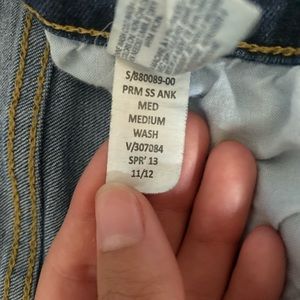 S/880089-00
PRM SS ANK
MED
MEDIUM
WASH
V/307084
SPR' 13
11/12